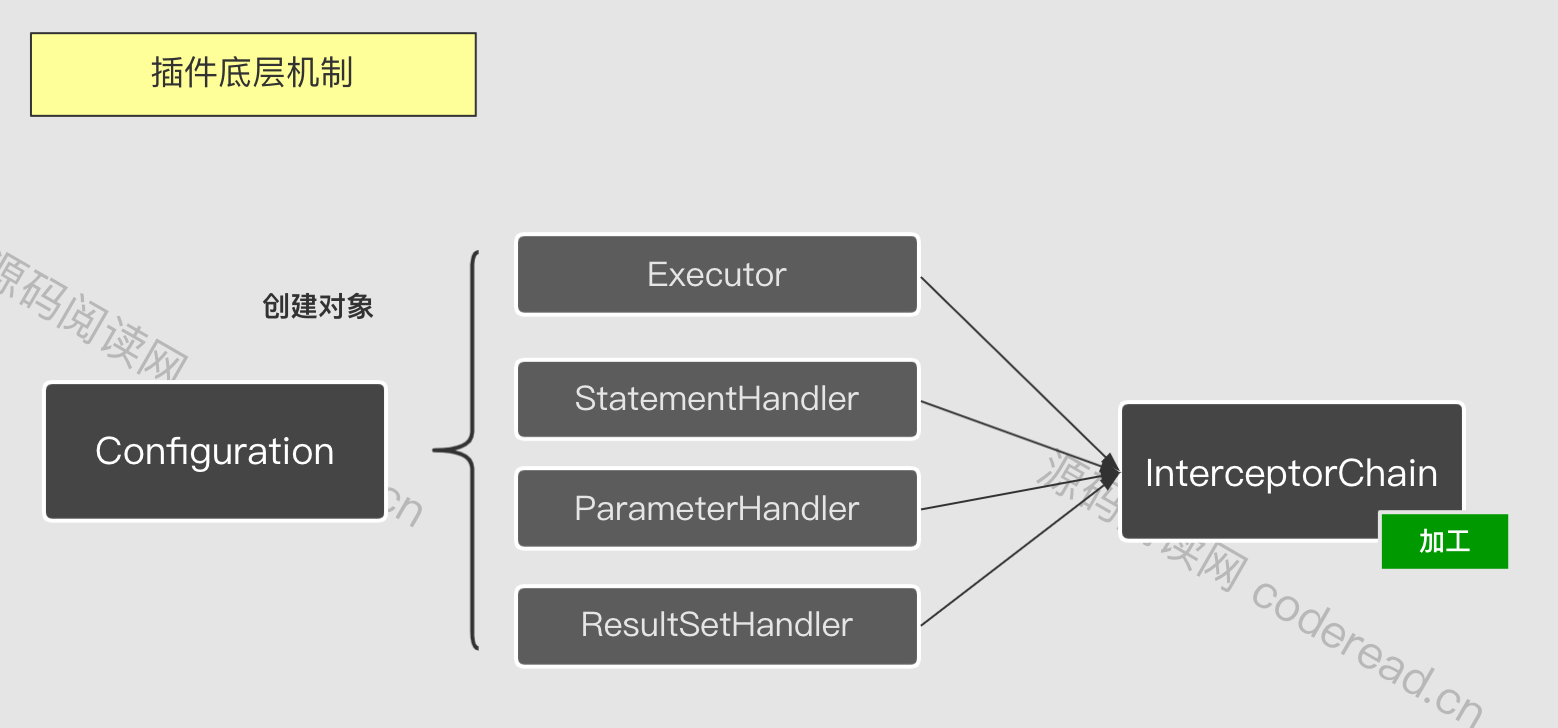 插件底层机制
创建对象
Configuration
Executor
StatementHandler
ParameterHandler
ResultSetHandler
InterceptorChain
加工
源码阅读网
cn
源码阅读网 coderead.cn